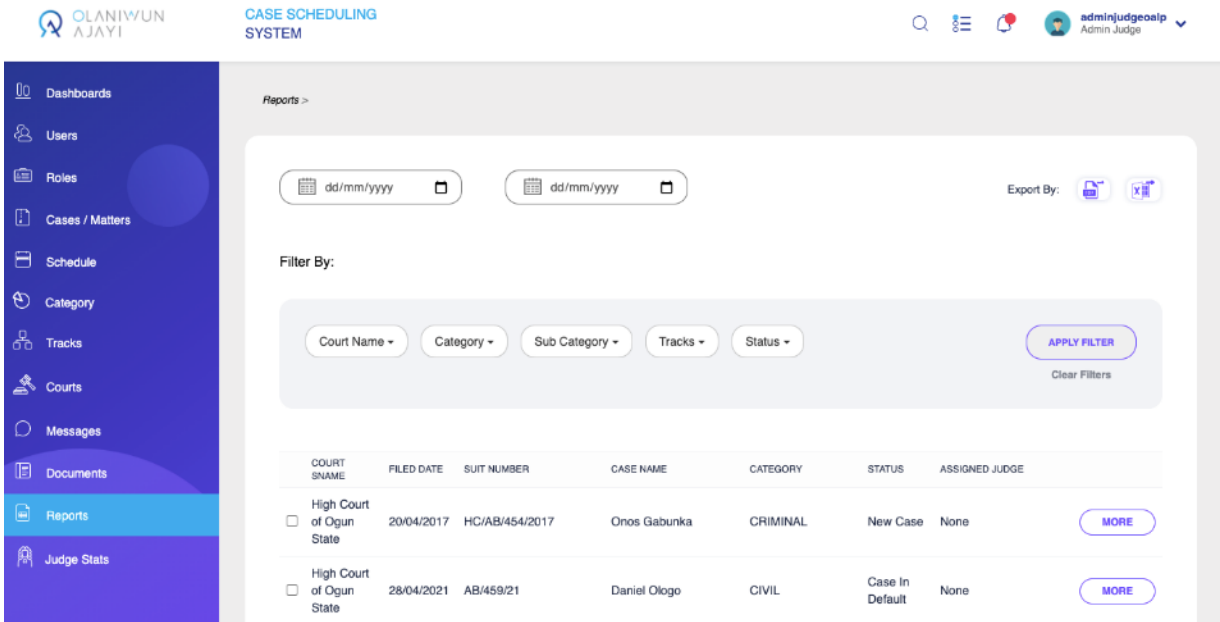 OLANIWUN
AJAYI
CASE SCHEDULING
SYSTEM
adminjudgeoalp
Admin Judge
Dashboards
Users
Roles
Cases / Matters
Schedule
Category
Tracks
Courts
Messages
Documents
Reports
Judge Stats
Reports >
dd/mm/yyyy
dd/mm/yyyy
Export By:
Filter By:
Court Name
Category
Sub Category
Tracks
Status
APPLY FILTER
Clear Filters
COURT
SNAME
FILED DATE
SUIT NUMBER
CASE NAME
CATEGORY
STATUS
ASSIGNED JUDGE
High Court
of Ogun
State
20/04/2017
HC/AB/454/2017
Onos Gabunka
CRIMINAL
New Case
None
MORE
High Court
of Ogun
State
28/04/2021
AB/459/21
Daniel Ologo
CIVIL
Case In
Default
None
MORE